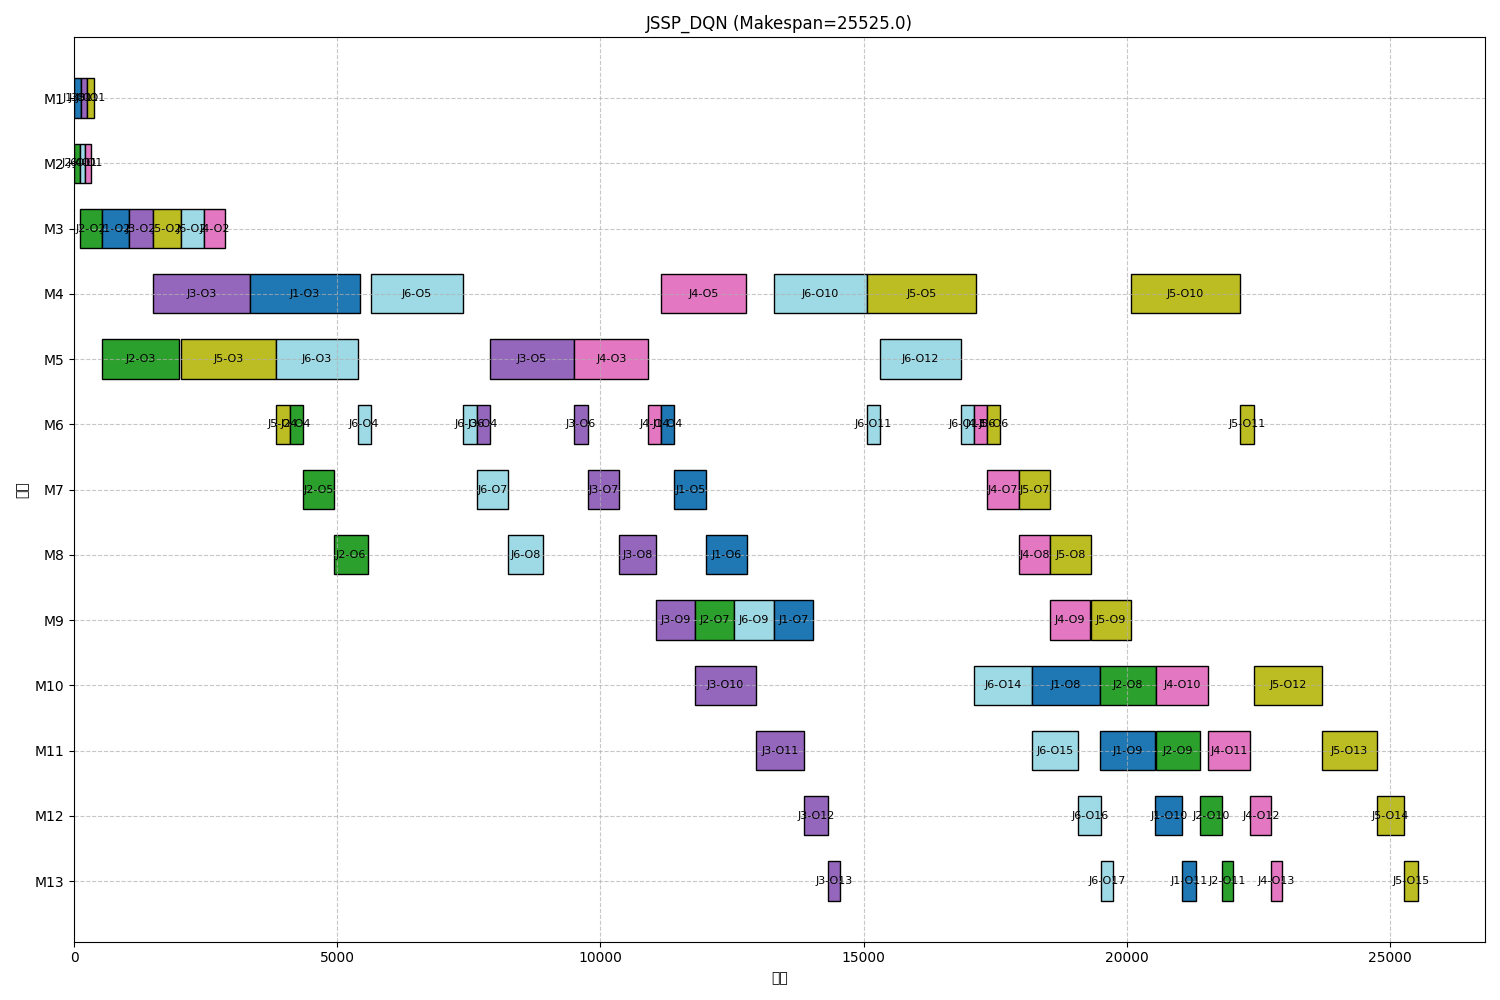 JSSP_DQN (Makespan=25525.0)
M1
M2
M3 J2-O2 J1-O2 J3-O2 J5-O2 J6-O2 J4-O2
M4 J3-O3 J1-O3 J6-O5 J4-O5 J6-O10 J5-O5 J5-O10
M5 J2-O3 J5-O3 J6-O3 J3-O5 J4-O3 J6-O12
M6 J5-O4 J2-O4 J6-O4 J6-O6 J3-O4 J3-O6 J4-O4 J1-O4 J6-O11 J6-O13 J4-O6 J5-O6 J5-O11
M7 J2-O5 J6-O7 J3-O7 J1-O5 J4-O7 J5-O7
M8 J2-O6 J6-O8 J3-O8 J1-O6 J4-O8 J5-O8
M9 J3-O9 J2-O7 J6-O9 J1-O7 J4-O9 J5-O9
M10 J3-O10 J6-O14 J1-O8 J2-O8 J4-O10 J5-O12
M11 J3-O11 J6-O15 J1-O9 J2-O9 J4-O11 J5-O13
M12 J3-O12 J6-O16 J1-O10 J2-O10 J4-O12 J5-O14
M13 J3-O13 J6-O17 J1-O11 J2-O11 J4-O13 J5-O15
0 5000 10000 15000 20000 25000